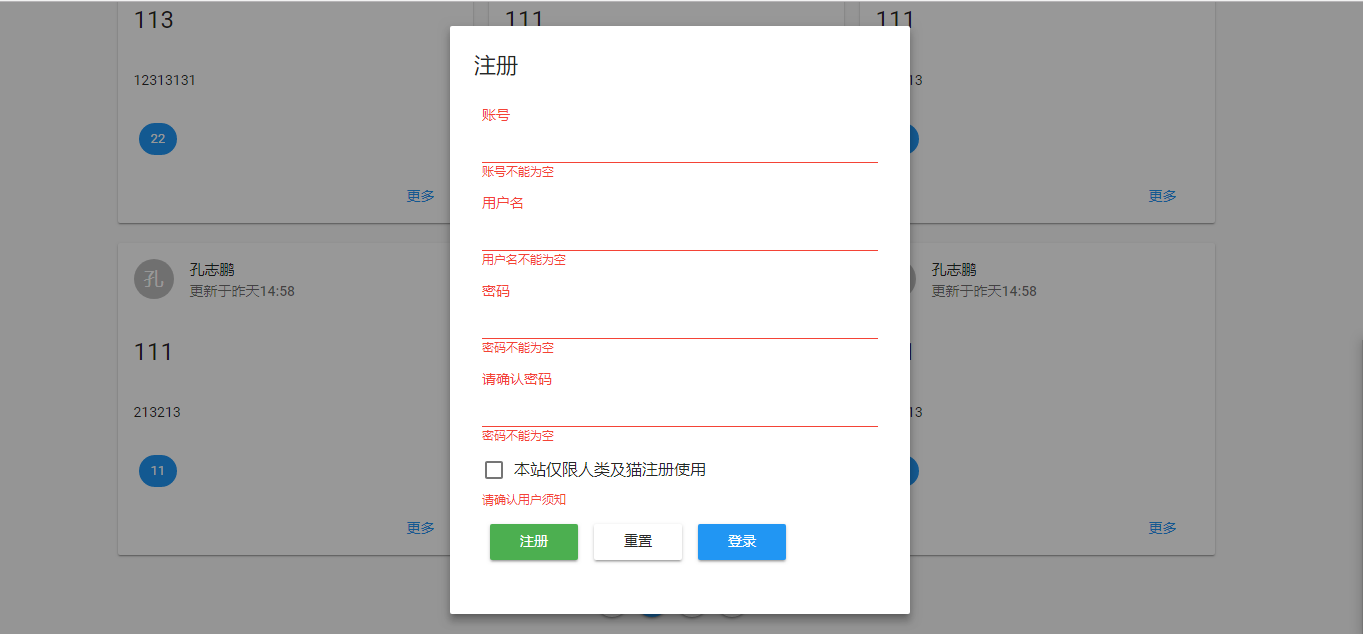 113
111
111
12313131
13
22
更多
更多
孔
孔志鹏
更新于昨天14:58
孔志鹏
更新于昨天14:58
111
213213
13
11
更多
更多
注册
账号
账号不能为空
用户名
用户名不能为空
密码
密码不能为空
请确认密码
密码不能为空
本站仅限人类及猫注册使用
请确认用户须知
注册
重置
登录